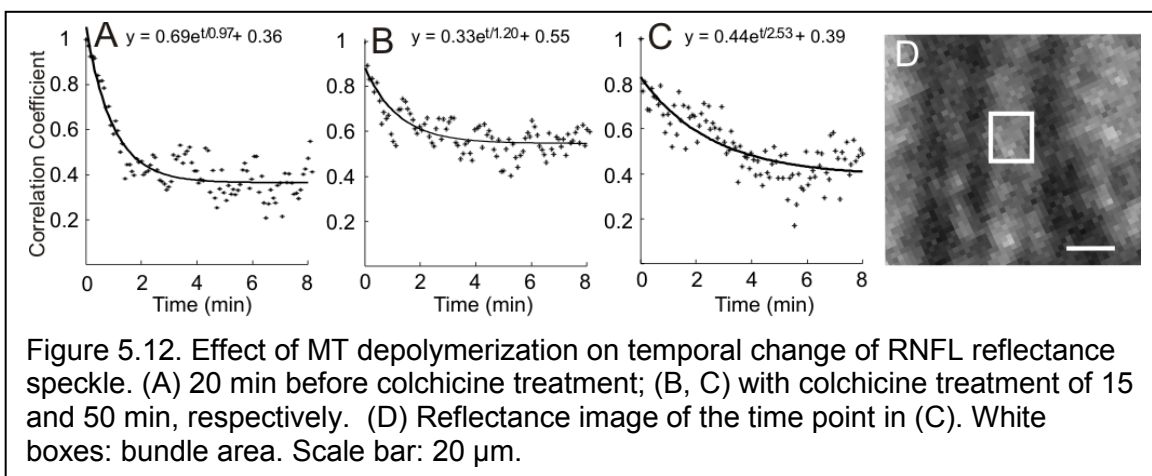 A y = 0.69e^t/0.97 + 0.36
B y = 0.33e^t/1.20 + 0.55
C y = 0.44e^t/2.53 + 0.39
D
Correlation Coefficient
1
0.8
0.6
0.4
0.2
0 2 4 6 8
Time (min)
1
0.8
0.6
0.4
0.2
0 2 4 6 8
Time (min)
1
0.8
0.6
0.4
0.2
0 2 4 6 8
Time (min)
Figure 5.12. Effect of MT depolymerization on temporal change of RNFL reflectance
speckle. (A) 20 min before colchicine treatment; (B, C) with colchicine treatment of 15
and 50 min, respectively. (D) Reflectance image of the time point in (C). White
boxes: bundle area. Scale bar: 20 µm.